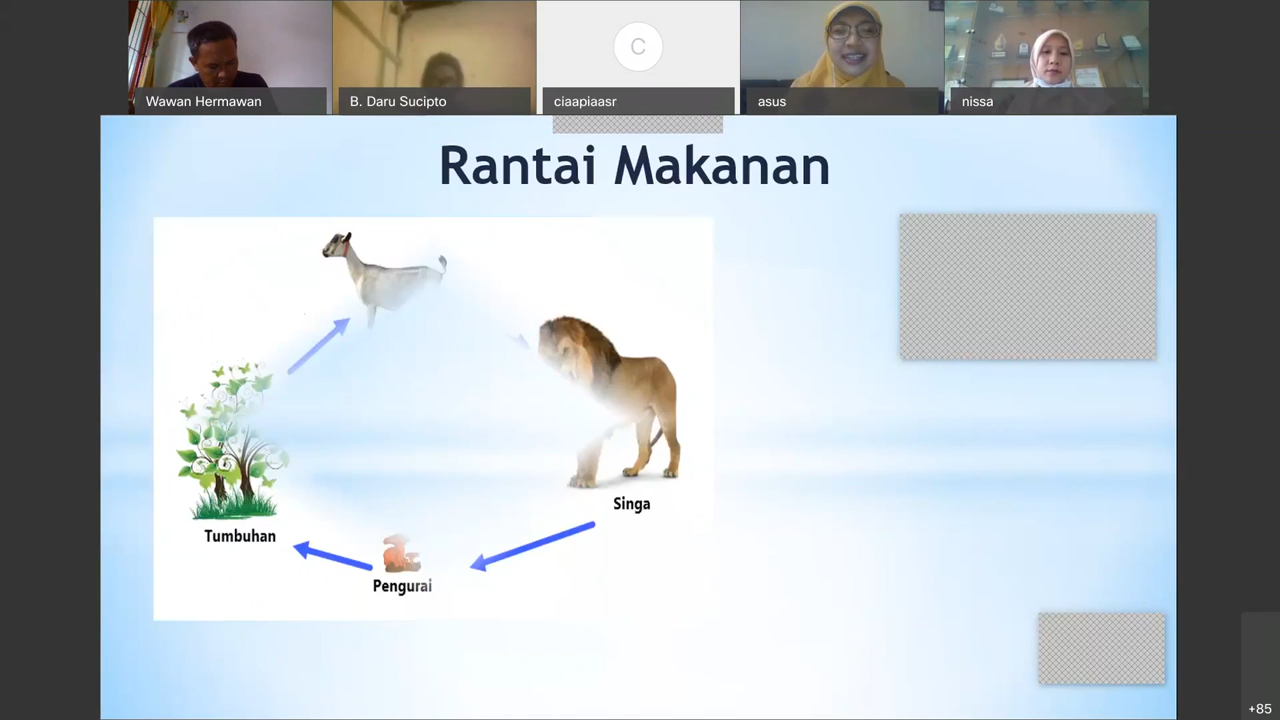 Wawan Hermawan
B. Daru Sucipto
C
ciaapiaasr
asus
nissa
Rantai Makanan
Singa
Tumbuhan
Pengurai
+85